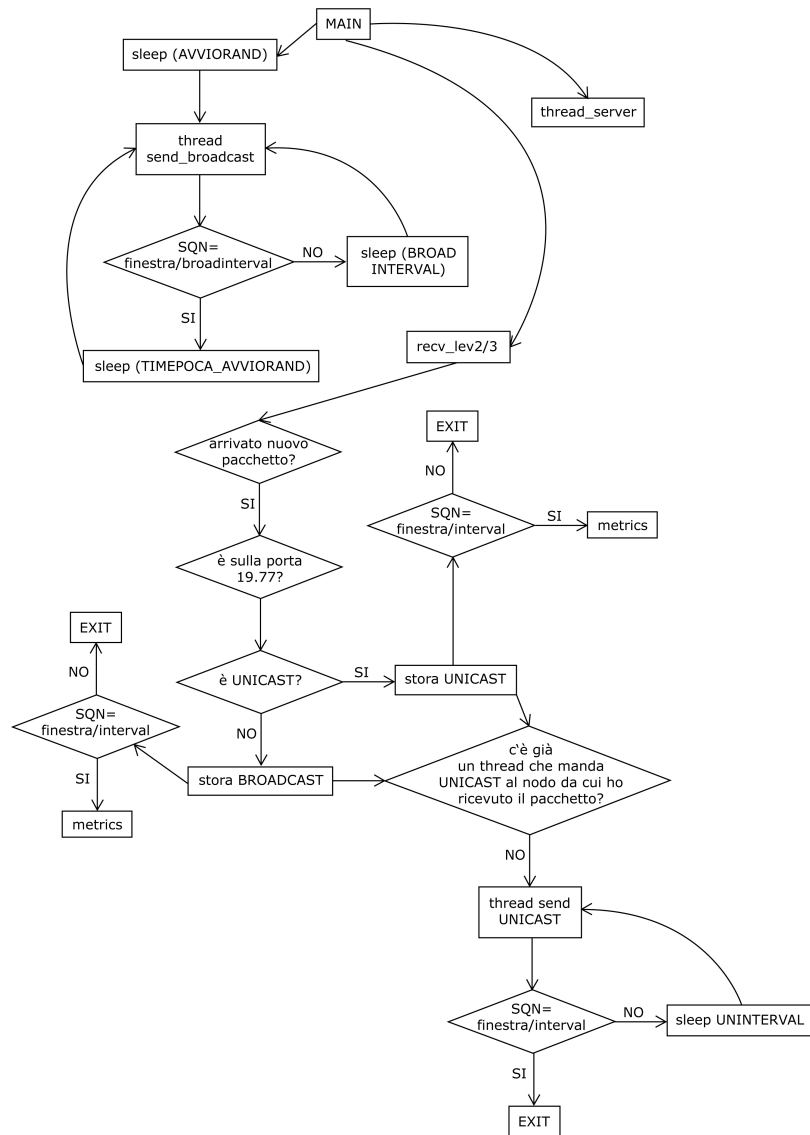 MAIN
sleep (AVVIORAND)
thread_server
thread
send_broadcast
SQN=
finestra/broadinterval
NO
sleep (BROAD
INTERVAL)
SI
sleep (TIMEPOCA_AVVIORAND)
recv_lev2/3
arrivato nuovo
pacchetto?
SI
EXIT
NO
SQN=
finestra/interval
SI
metrics
è sulla porta
19.77?
è UNICAST?
SI
stora UNICAST
NO
EXIT
NO
SQN=
finestra/interval
SI
metrics
stora BROADCAST
c'è già
un thread che manda
UNICAST al nodo da cui ho
ricevuto il pacchetto?
NO
thread send
UNICAST
SQN=
finestra/interval
NO
sleep UNINTERVAL
SI
EXIT